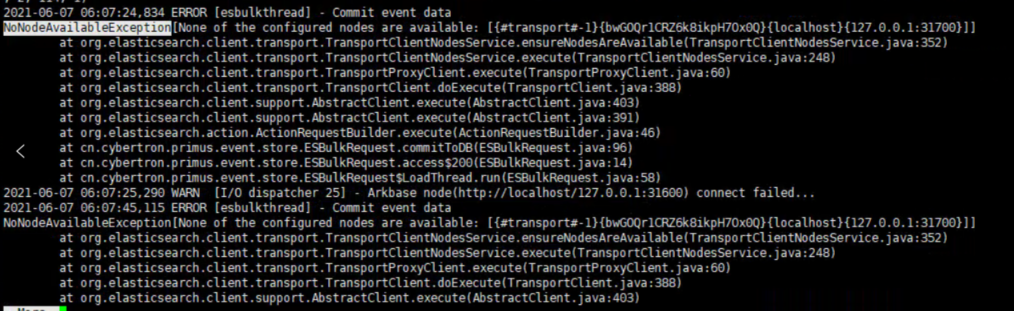 2021-06-07 06:07:24,834 ERROR [esbulkthread] - Commit event data
NoNodeAvailableException[None of the configured nodes are available: [{#transport#-1}{bwGOQr1CRZ6k8ikpH7Ox0Q}{localhost}{127.0.0.1:31700}]]
at org.elasticsearch.client.transport.TransportClientNodesService.ensureNodesAreAvailable(TransportClientNodesService.java:352)
at org.elasticsearch.client.transport.TransportClientNodesService.execute(TransportClientNodesService.java:248)
at org.elasticsearch.client.transport.TransportProxyClient.execute(TransportProxyClient.java:60)
at org.elasticsearch.client.transport.TransportClient.doExecute(TransportClient.java:388)
at org.elasticsearch.client.support.AbstractClient.execute(AbstractClient.java:403)
at org.elasticsearch.client.support.AbstractClient.execute(AbstractClient.java:391)
at org.elasticsearch.action.ActionRequestBuilder.execute(ActionRequestBuilder.java:46)
at cn.cybertron.primus.event.store.ESBulkRequest.commitToDB(ESBulkRequest.java:96)
at cn.cybertron.primus.event.store.ESBulkRequest.access$200(ESBulkRequest.java:14)
at cn.cybertron.primus.event.store.ESBulkRequest$LoadThread.run(ESBulkRequest.java:58)
2021-06-07 06:07:25,290 WARN  [I/O dispatcher 25] - Arkbase node(http://localhost/127.0.0.1:31600) connect failed...
2021-06-07 06:07:45,115 ERROR [esbulkthread] - Commit event data
NoNodeAvailableException[None of the configured nodes are available: [{#transport#-1}{bwGOQr1CRZ6k8ikpH7Ox0Q}{localhost}{127.0.0.1:31700}]]
at org.elasticsearch.client.transport.TransportClientNodesService.ensureNodesAreAvailable(TransportClientNodesService.java:352)
at org.elasticsearch.client.transport.TransportClientNodesService.execute(TransportClientNodesService.java:248)
at org.elasticsearch.client.transport.TransportProxyClient.execute(TransportProxyClient.java:60)
at org.elasticsearch.client.transport.TransportClient.doExecute(TransportClient.java:388)
at org.elasticsearch.client.support.AbstractClient.execute(AbstractClient.java:403)